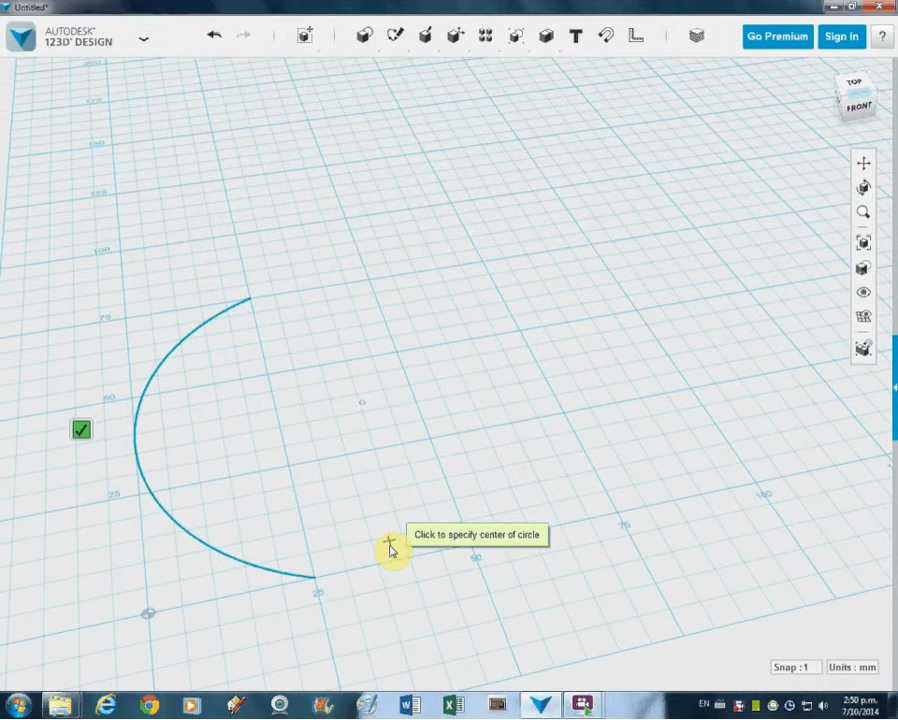 Untitled*
AUTODESK®
123D® DESIGN
T
Go Premium
Sign In
?
200
175
150
125
TOP
FRONT
100
75
50
25
Click to specify center of circle
25
50
75
100
Snap : 1
Units : mm
EN
2:50 p.m.
7/10/2014